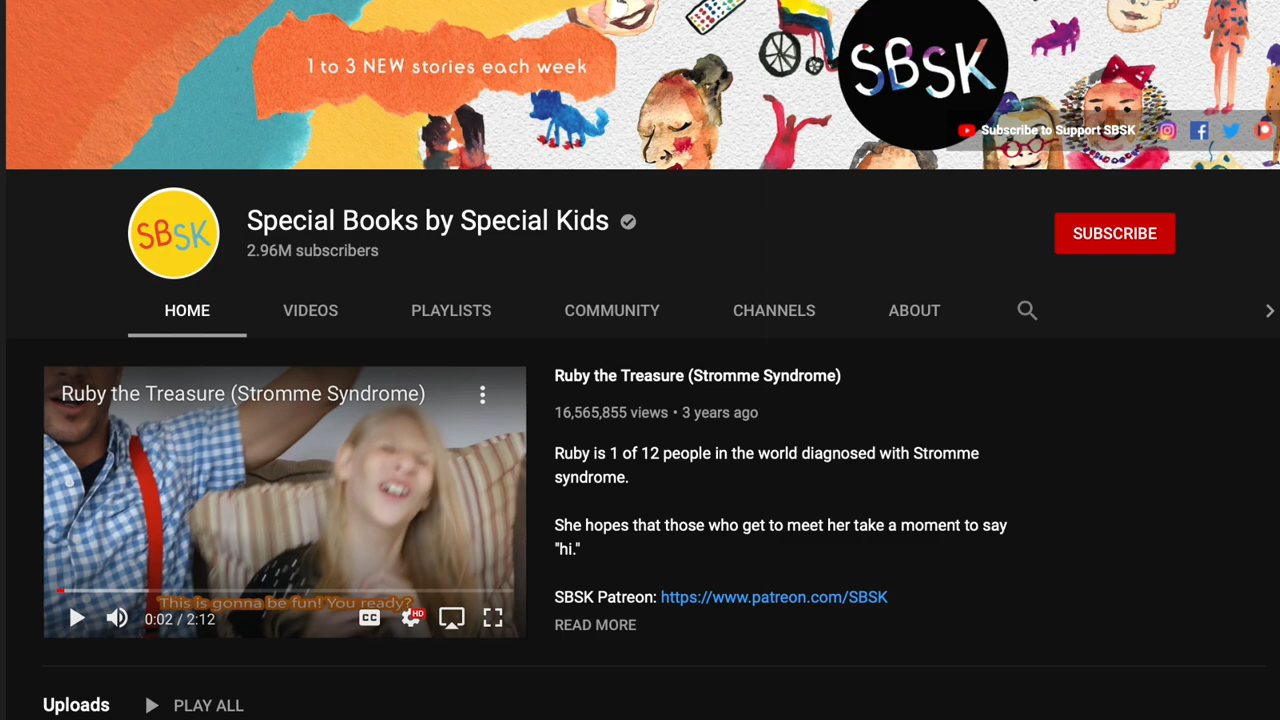 1 to 3 NEW stories each week
SBSK
Subscribe to Support SBSK
SBSK
Special Books by Special Kids
2.96M subscribers
SUBSCRIBE
HOME VIDEOS PLAYLISTS COMMUNITY CHANNELS ABOUT
Ruby the Treasure (Stromme Syndrome)
This is gonna be fun! You ready?
0:02 / 2:12
CC
HD
Ruby the Treasure (Stromme Syndrome)
16,565,855 views • 3 years ago
Ruby is 1 of 12 people in the world diagnosed with Stromme
syndrome.
She hopes that those who get to meet her take a moment to say
"hi."
SBSK Patreon: https://www.patreon.com/SBSK
READ MORE
Uploads PLAY ALL